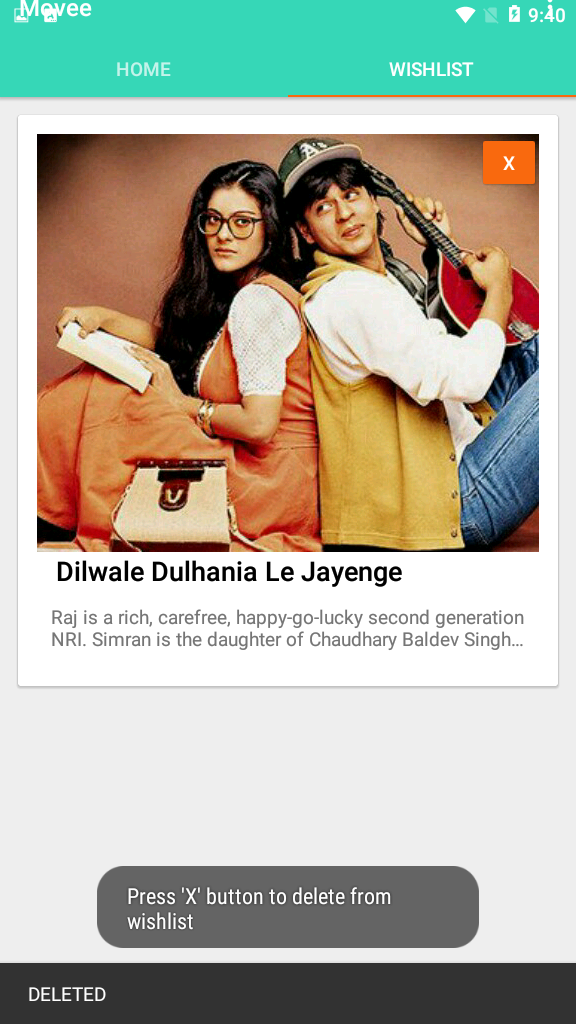 Movee
9:40
HOME
WISHLIST
A's
X
Dilwale Dulhania Le Jayenge
Raj is a rich, carefree, happy-go-lucky second generation
NRI. Simran is the daughter of Chaudhary Baldev Singh…
Press 'X' button to delete from
wishlist
DELETED